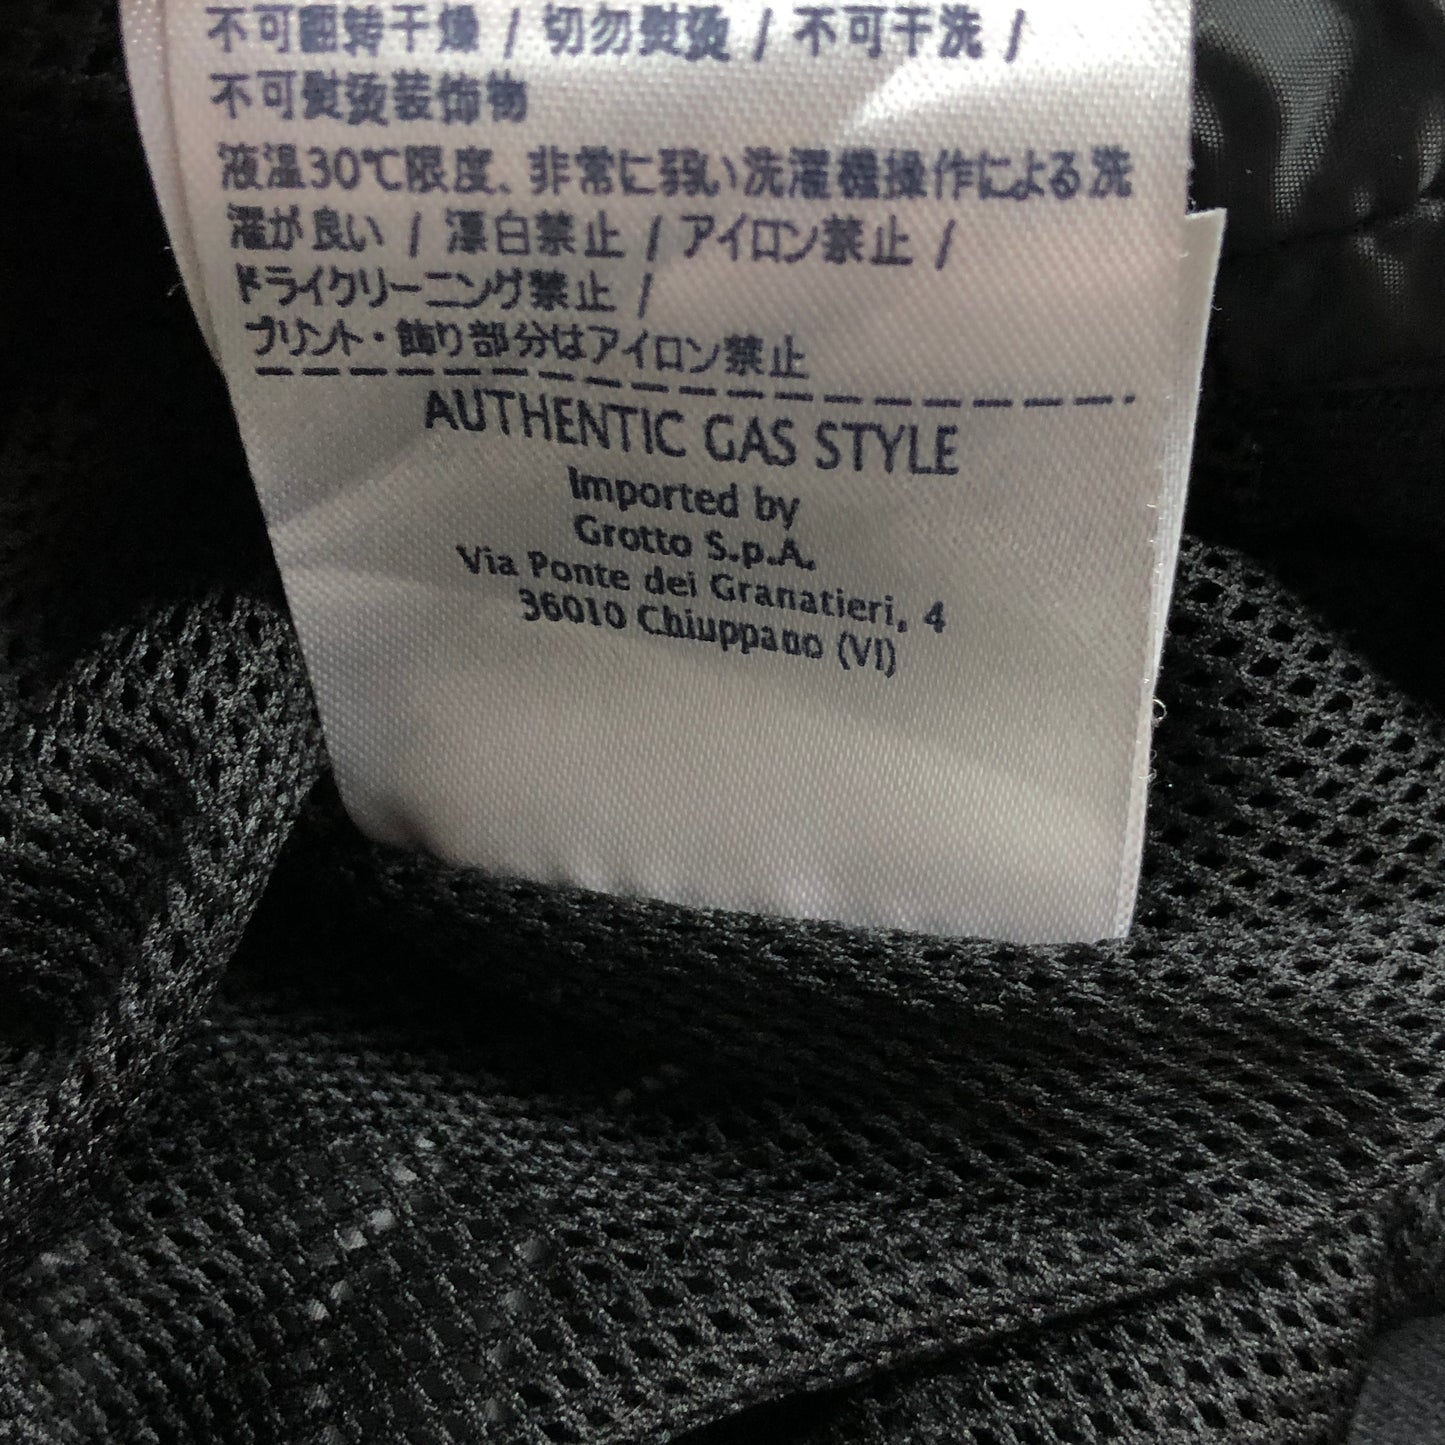 不可翻转干燥 / 切勿熨烫 / 不可干洗 /
不可熨烫装饰物
液温30℃限度、非常に弱い洗濯機操作による洗
濯が良い / 漂白禁止 / アイロン禁止 /
ドライクリーニング禁止 /
プリント・飾り部分はアイロン禁止
AUTHENTIC GAS STYLE
Imported by
Grotto S.p.A.
Via Ponte dei Granatieri, 4
36010 Chiuppano (VI)